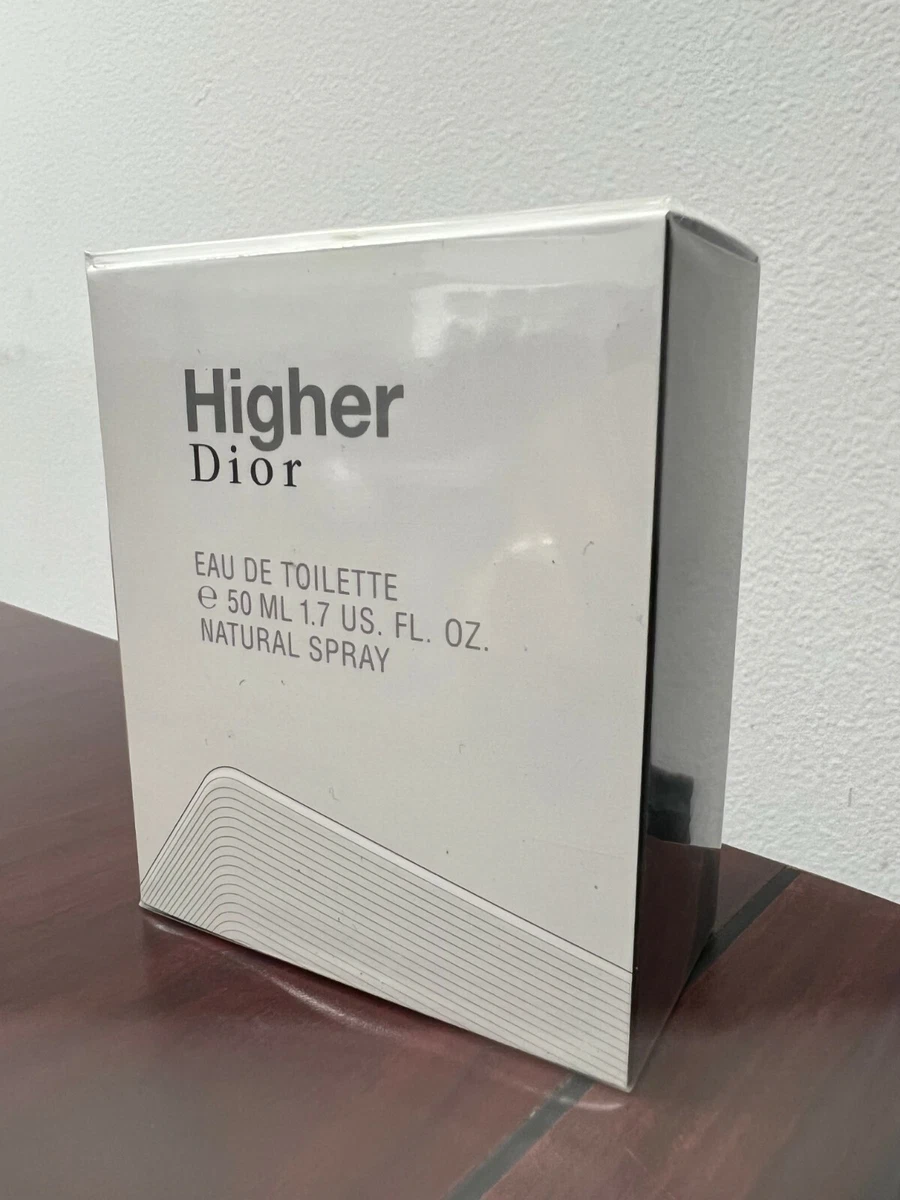 Higher
Dior
EAU DE TOILETTE
℮ 50 ML 1.7 US. FL. OZ.
NATURAL SPRAY